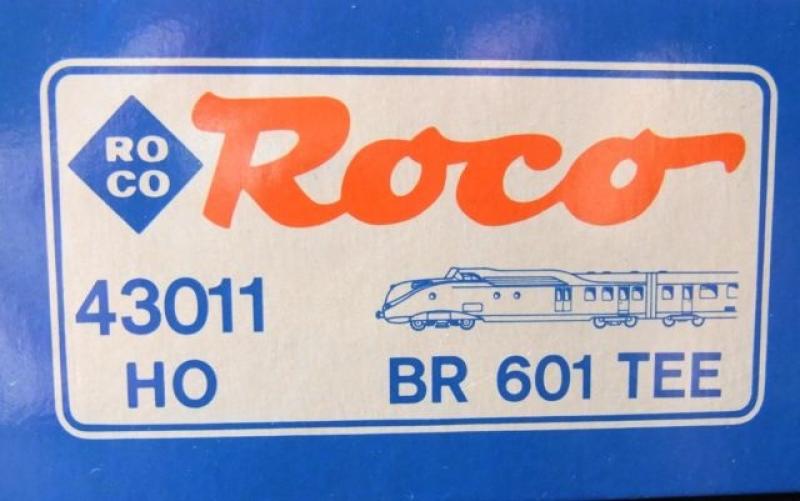 RO
CO
Roco
43011
HO
BR 601 TEE